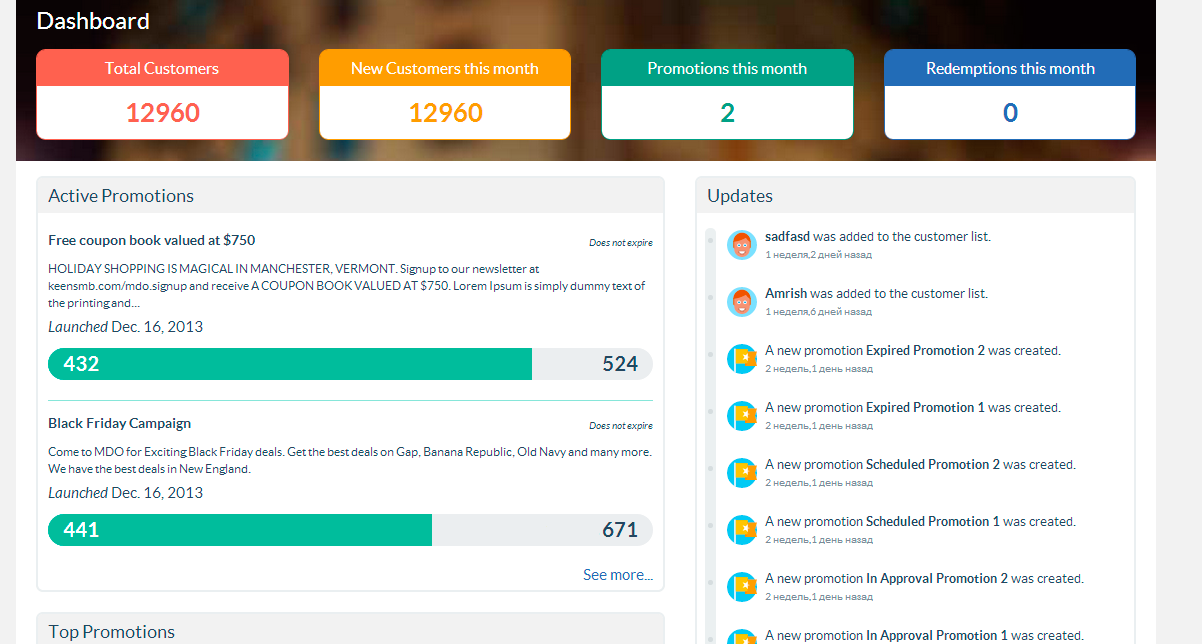 Dashboard
Total Customers
12960
New Customers this month
12960
Promotions this month
2
Redemptions this month
0
Active Promotions
Free coupon book valued at $750
Does not expire
HOLIDAY SHOPPING IS MAGICAL IN MANCHESTER, VERMONT. Signup to our newsletter at
keensmb.com/mdo.signup and receive A COUPON BOOK VALUED AT $750. Lorem Ipsum is simply dummy text of
the printing and...
Launched Dec. 16, 2013
432
524
Black Friday Campaign
Does not expire
Come to MDO for Exciting Black Friday deals. Get the best deals on Gap, Banana Republic, Old Navy and many more.
We have the best deals in New England.
Launched Dec. 16, 2013
441
671
See more...
Top Promotions
Updates
sadfasd was added to the customer list.
1 неделя,2 дней назад
Amrish was added to the customer list.
1 неделя,6 дней назад
A new promotion Expired Promotion 2 was created.
2 недель,1 день назад
A new promotion Expired Promotion 1 was created.
2 недель,1 день назад
A new promotion Scheduled Promotion 2 was created.
2 недель,1 день назад
A new promotion Scheduled Promotion 1 was created.
2 недель,1 день назад
A new promotion In Approval Promotion 2 was created.
2 недель,1 день назад
A new promotion In Approval Promotion 1 was created.